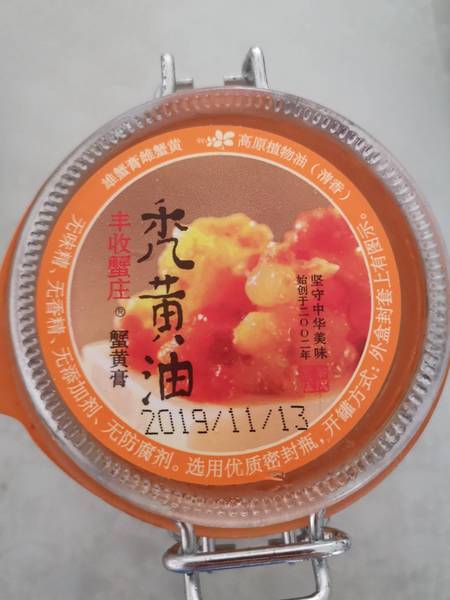 雄蟹膏雌蟹黄
高原植物油（清香）
丰收蟹庄®
蟹黄膏
秃黄油
坚守中华美味
始创于二〇〇二年
2019/11/13
无味精、无香精、无添加剂、无防腐剂。选用优质密封瓶，开罐方式：外盒封套上有图示。